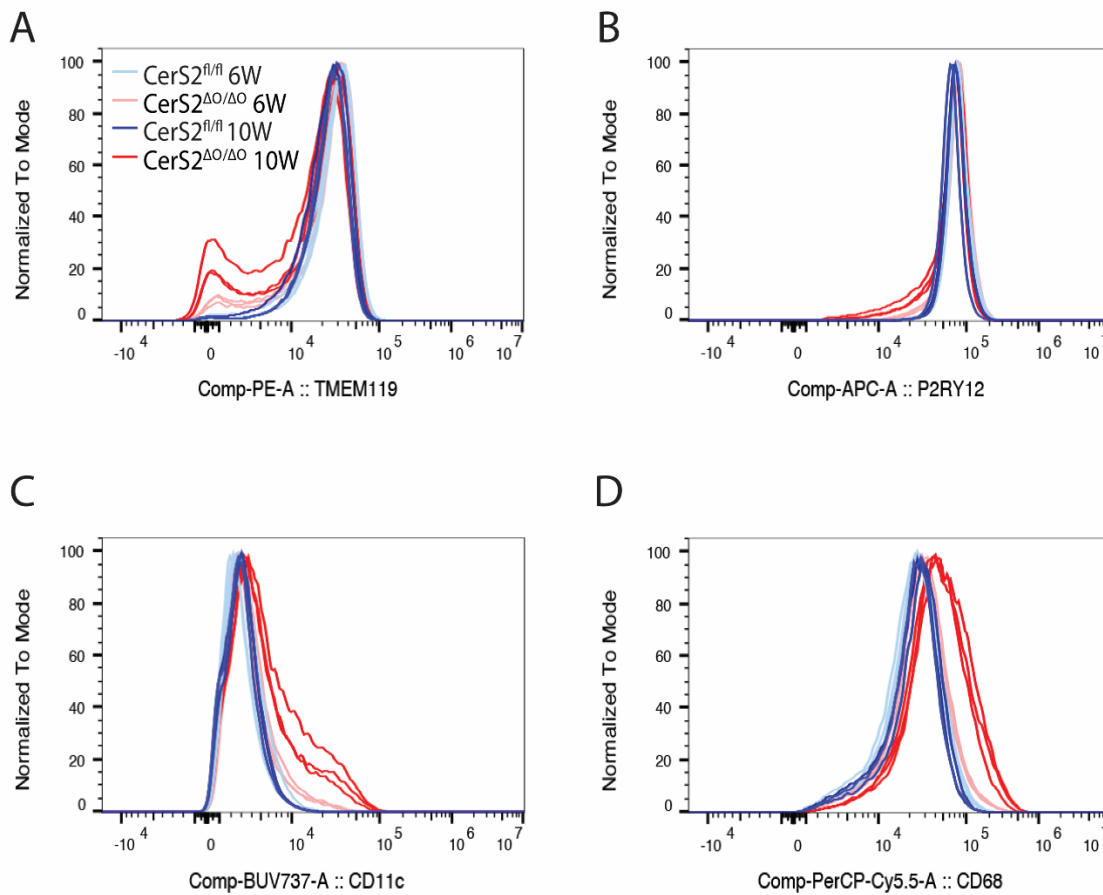 A
B
CerS2fl/fl 6W
CerS2ΔO/ΔO 6W
CerS2fl/fl 10W
CerS2ΔO/ΔO 10W
Normalized To Mode
100
80
60
40
20
0
-10 4 0 10 4 10 5 10 6 10 7
Comp-PE-A :: TMEM119
Normalized To Mode
100
80
60
40
20
0
-10 4 0 10 4 10 5 10 6 10
Comp-APC-A :: P2RY12
C
D
Normalized To Mode
100
80
60
40
20
0
-10 4 0 10 4 10 5 10 6 10 7
Comp-BUV737-A :: CD11c
Normalized To Mode
100
80
60
40
20
0
-10 4 0 10 4 10 5 10 6 10
Comp-PerCP-Cy5.5-A :: CD68